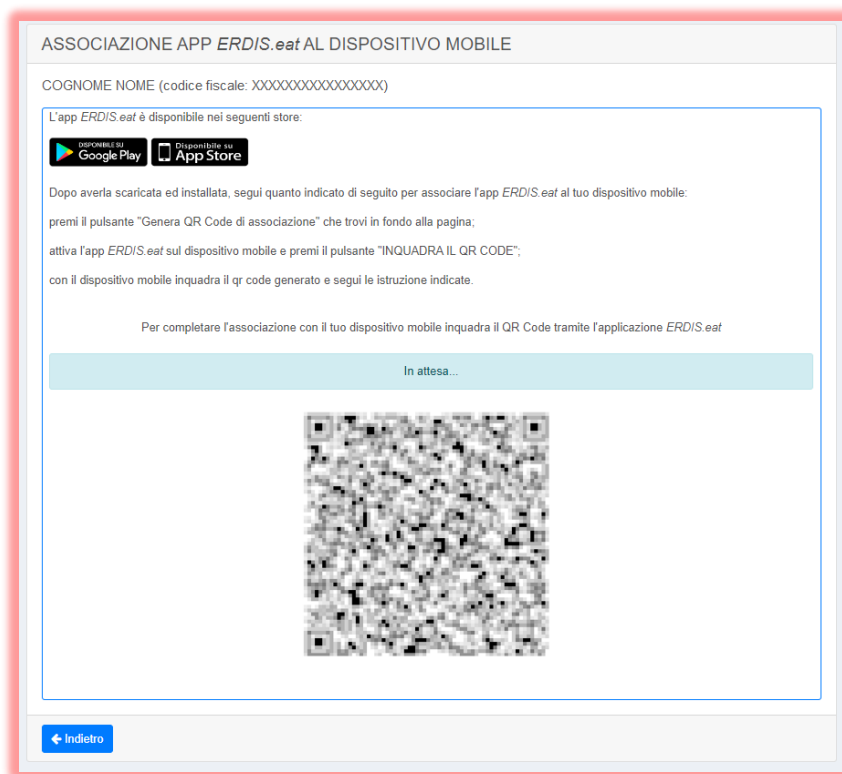 ASSOCIAZIONE APP ERDIS.eat AL DISPOSITIVO MOBILE
COGNOME NOME (codice fiscale: XXXXXXXXXXXXXXXX)
L'app ERDIS.eat è disponibile nei seguenti store:
DISPONIBILE SU
Google Play
Disponibile su
App Store
Dopo averla scaricata ed installata, segui quanto indicato di seguito per associare l'app ERDIS.eat al tuo dispositivo mobile:
premi il pulsante "Genera QR Code di associazione" che trovi in fondo alla pagina;
attiva l'app ERDIS.eat sul dispositivo mobile e premi il pulsante "INQUADRA IL QR CODE";
con il dispositivo mobile inquadra il qr code generato e segui le istruzione indicate.
Per completare l'associazione con il tuo dispositivo mobile inquadra il QR Code tramite l'applicazione ERDIS.eat
In attesa...
Indietro